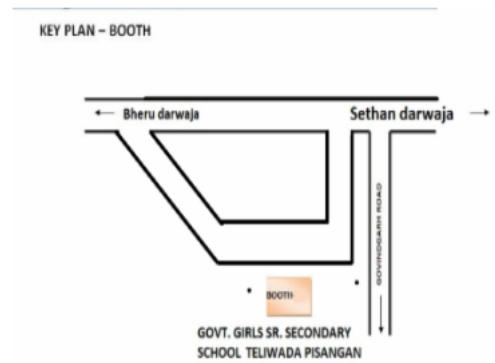 KEY PLAN – BOOTH
← Bheru darwaja
Sethan darwaja →
GOVINDGARH ROAD
BOOTH
GOVT. GIRLS SR. SECONDARY
SCHOOL TELIWADA PISANGAN